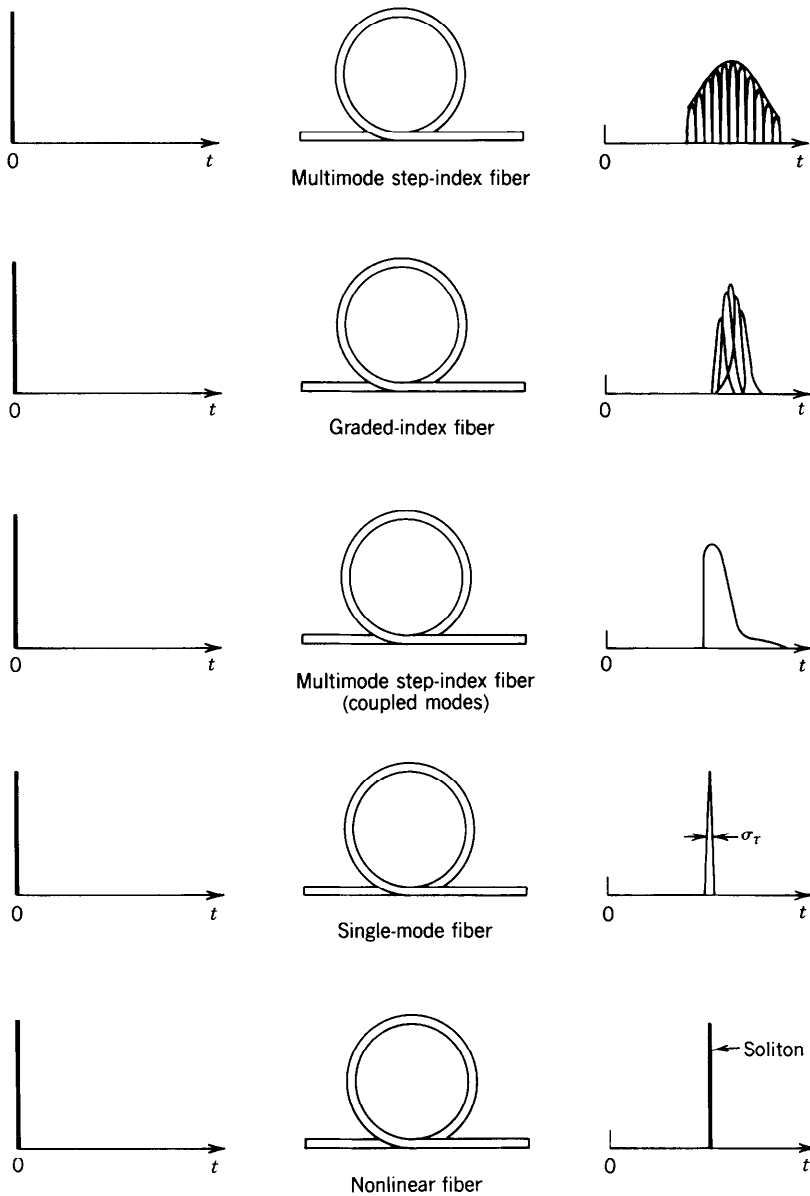 0 t 0 t
Multimode step-index fiber
0 t 0 t
Graded-index fiber
0 t 0 t
Multimode step-index fiber
(coupled modes)
στ
0 t 0 t
Single-mode fiber
Soliton
0 t 0 t
Nonlinear fiber